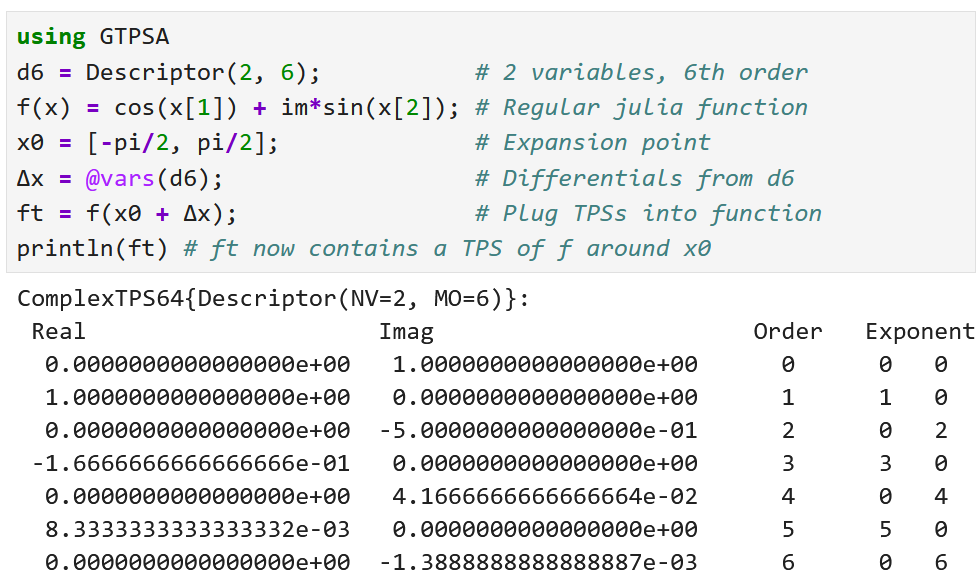 using GTPSA
d6 = Descriptor(2, 6); # 2 variables, 6th order
f(x) = cos(x[1]) + im*sin(x[2]); # Regular julia function
x0 = [-pi/2, pi/2]; # Expansion point
Δx = @vars(d6); # Differentials from d6
ft = f(x0 + Δx); # Plug TPSs into function
println(ft) # ft now contains a TPS of f around x0
ComplexTPS64{Descriptor(NV=2, MO=6)}:
Real Imag Order Exponent
0.0000000000000000e+00 1.0000000000000000e+00 0 0 0
1.0000000000000000e+00 0.0000000000000000e+00 1 1 0
0.0000000000000000e+00 -5.0000000000000000e-01 2 0 2
-1.6666666666666666e-01 0.0000000000000000e+00 3 3 0
0.0000000000000000e+00 4.1666666666666664e-02 4 0 4
8.3333333333333332e-03 0.0000000000000000e+00 5 5 0
0.0000000000000000e+00 -1.3888888888888887e-03 6 0 6